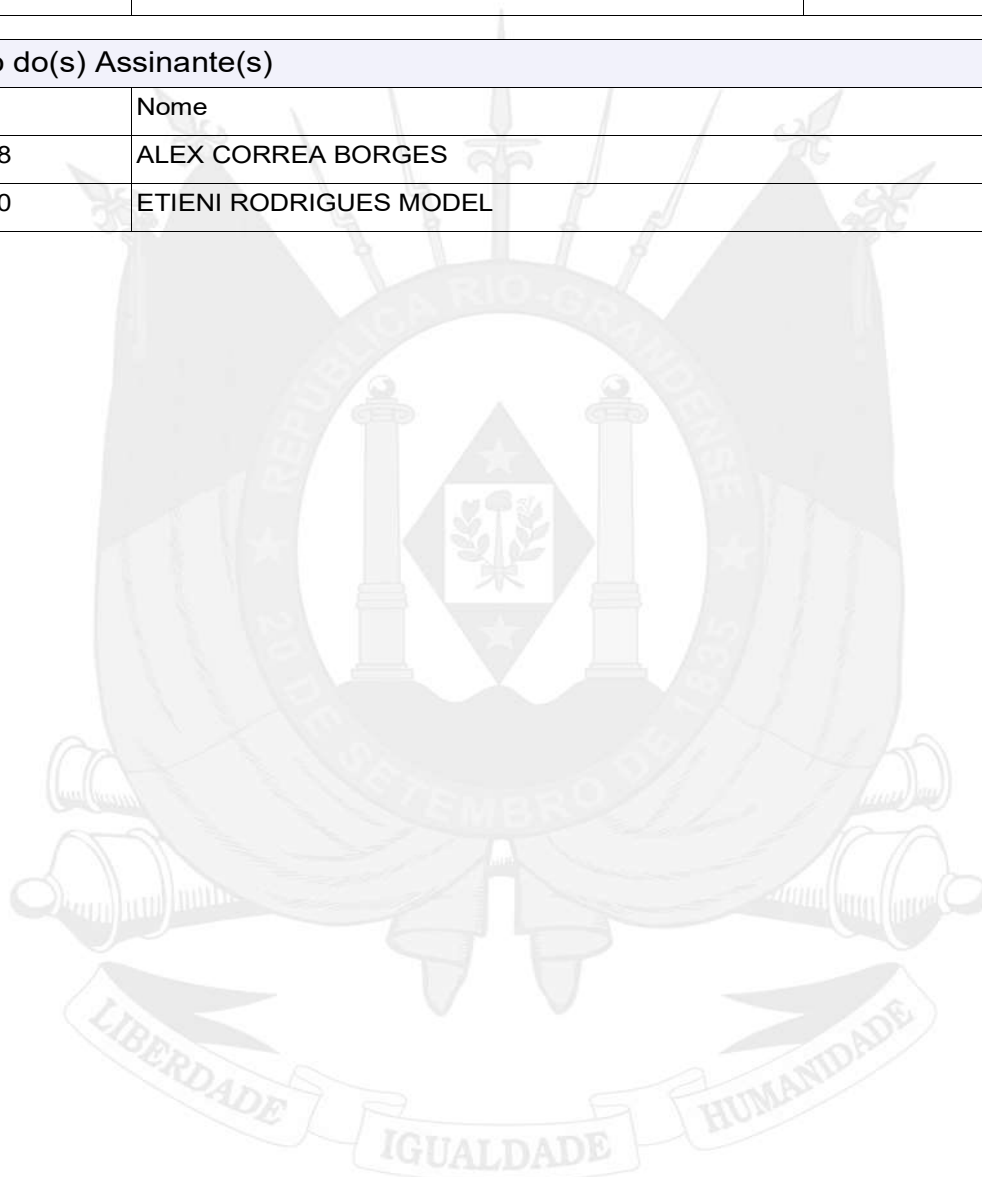 o do(s) Assinante(s)
Nome
8 ALEX CORREA BORGES
0 ETIENI RODRIGUES MODEL
REPÚBLICA RIO-GRANDENSE
20 DE SETEMBRO DE 1835
LIBERDADE
IGUALDADE
HUMANIDADE